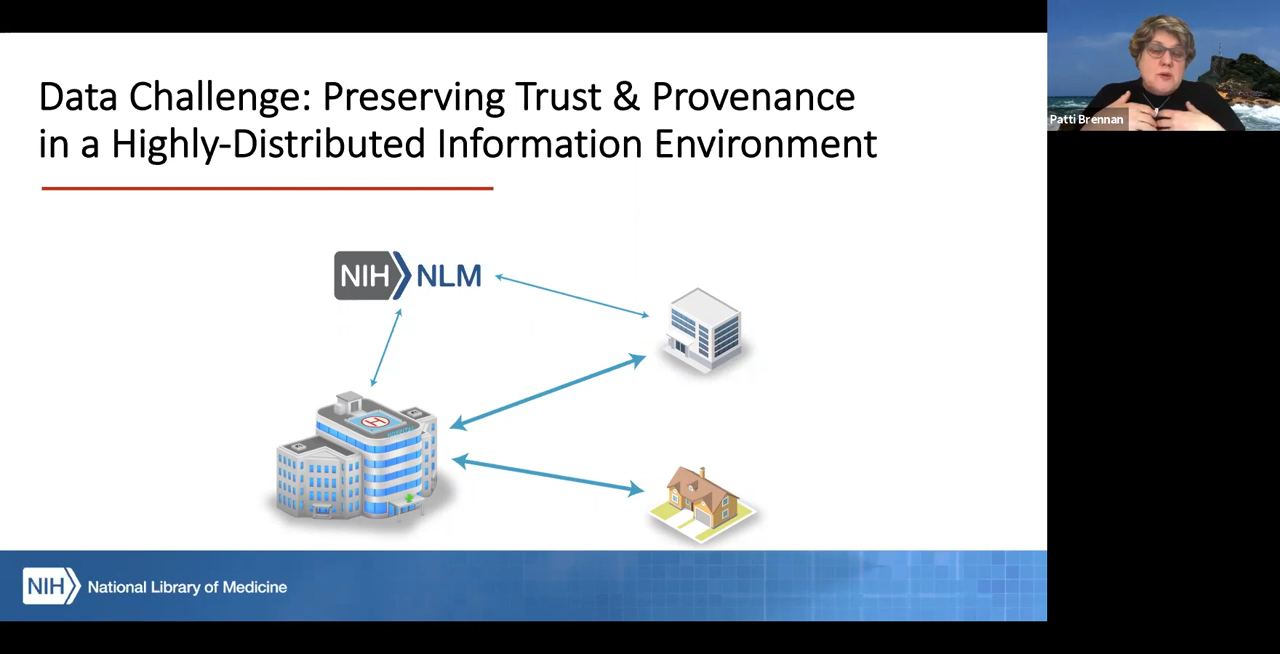 Data Challenge: Preserving Trust & Provenance
in a Highly-Distributed Information Environment
Patti Brennan
NIH NLM
H
NIH National Library of Medicine